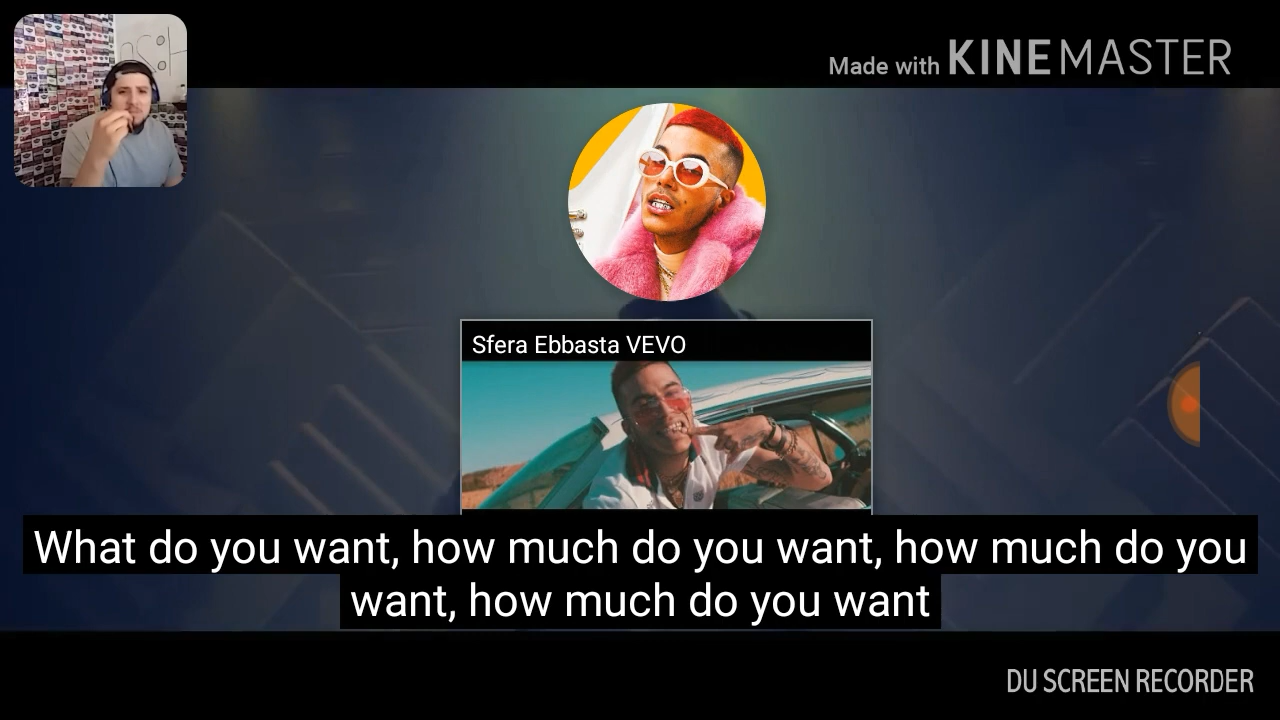 Made with KINEMASTER
Sfera Ebbasta VEVO
What do you want, how much do you want, how much do you
want, how much do you want
DU SCREEN RECORDER